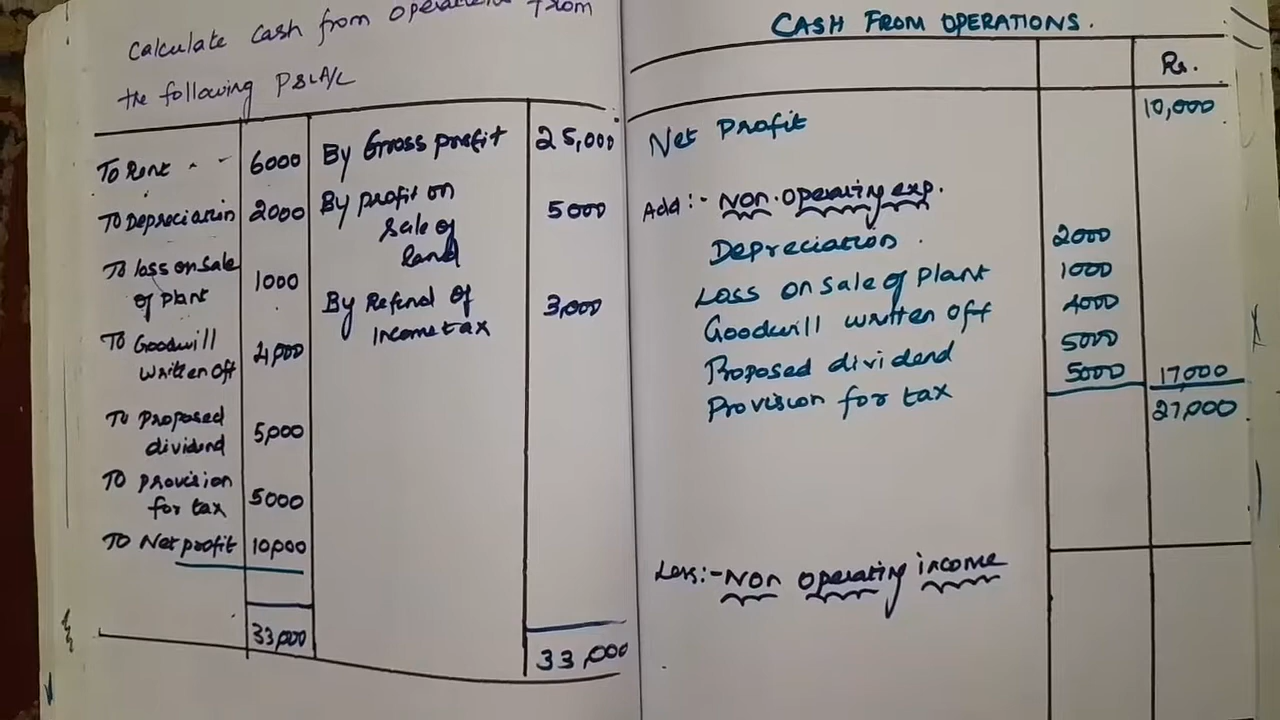 Calculate cash from operations from
the following P&LA/c
To Rent 6000 By Gross profit 25,000
To Depreciation 2000 By profit on 5000
sale of
land
To loss on sale 1000
of plant
By Refund of 3,000
Income tax
To Goodwill 4,000
written off
To Proposed 5,000
dividend
To provision 5000
for tax
To Net profit 10,000
33,000 33,000
CASH FROM OPERATIONS.
Rs.
Net Profit 10,000
Add:- Non-operating exp.
Depreciation. 2000
Loss on sale of plant 1000
Goodwill written off 4000
Proposed dividend 5000
Provision for tax 5000 17000
27,000
Less:- Non operating income